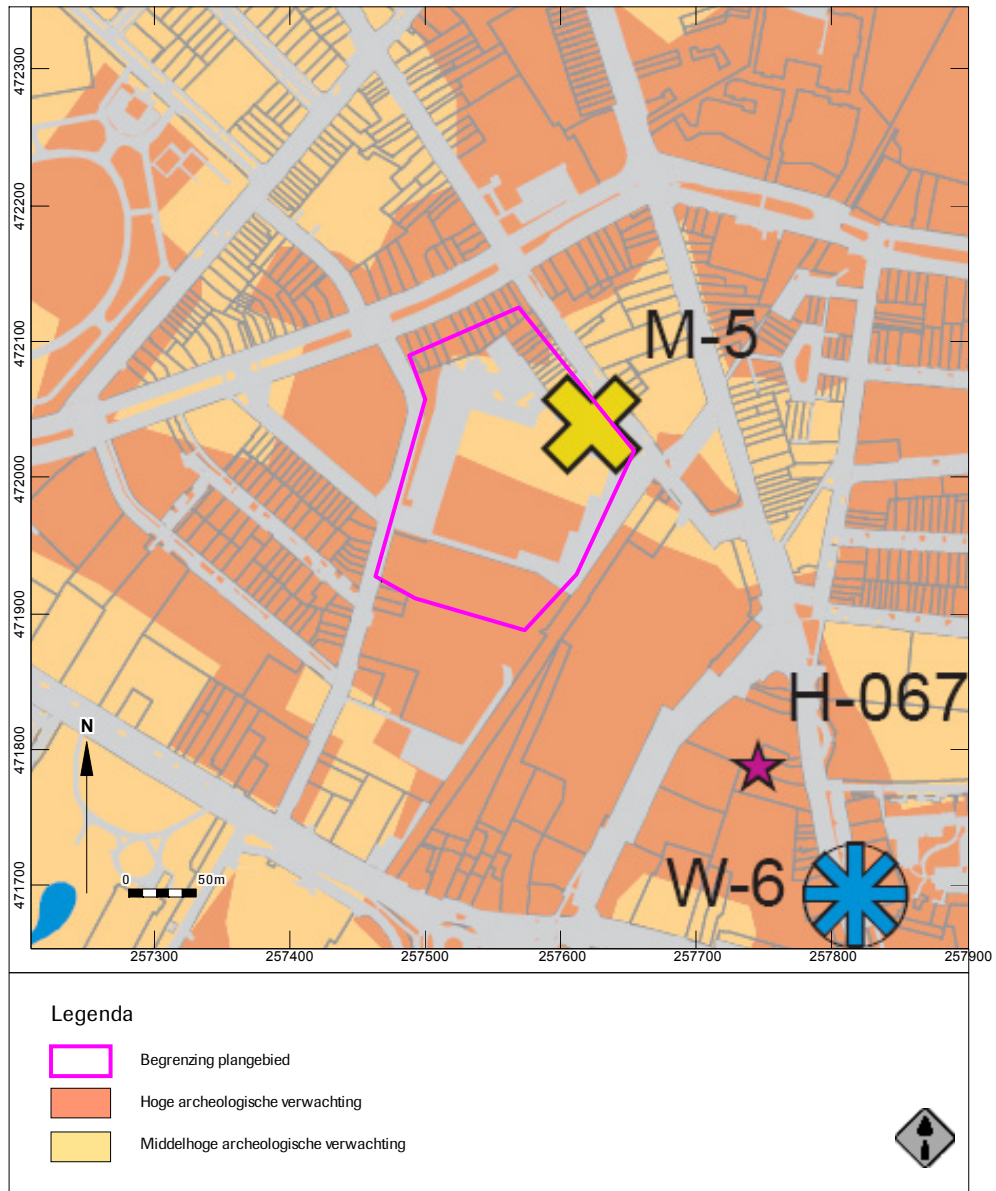 472300
472200
472100
472000
471900
471800
471700
M-5
H-067
W-6
N
0 50m
257300 257400 257500 257600 257700 257800 257900
Legenda
Begrenzing plangebied
Hoge archeologische verwachting
Middelhoge archeologische verwachting